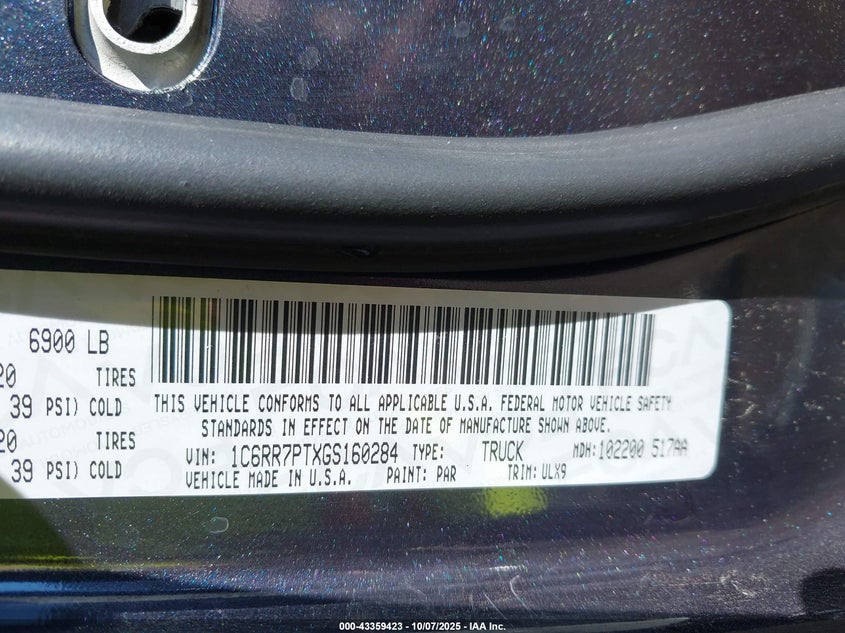 6900 LB
20 TIRES
39 PSI) COLD
20 TIRES
39 PSI) COLD
THIS VEHICLE CONFORMS TO ALL APPLICABLE U.S.A. FEDERAL MOTOR VEHICLE SAFETY
STANDARDS IN EFFECT ON THE DATE OF MANUFACTURE SHOWN ABOVE.
VIN: 1C6RR7PTXGS160284 TYPE: TRUCK MDH:102200 517AA
VEHICLE MADE IN U.S.A. PAINT: PAR TRIM: ULX9
000-43359423 - 10/07/2025 - IAA Inc.